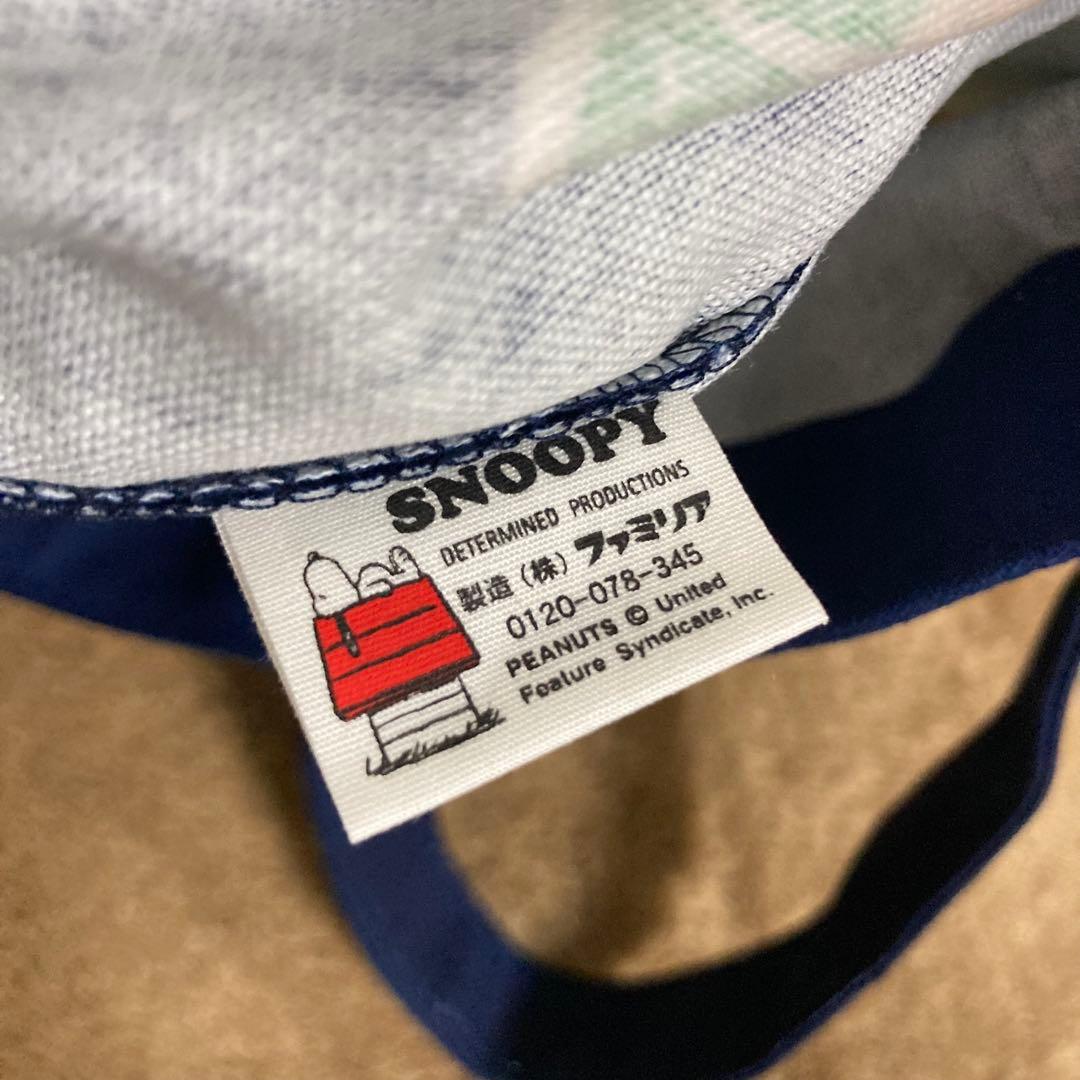 SNOOPY
DETERMINED PRODUCTIONS
製造(株)ファミリア
0120-078-345
PEANUTS © United
Feature Syndicate, Inc.